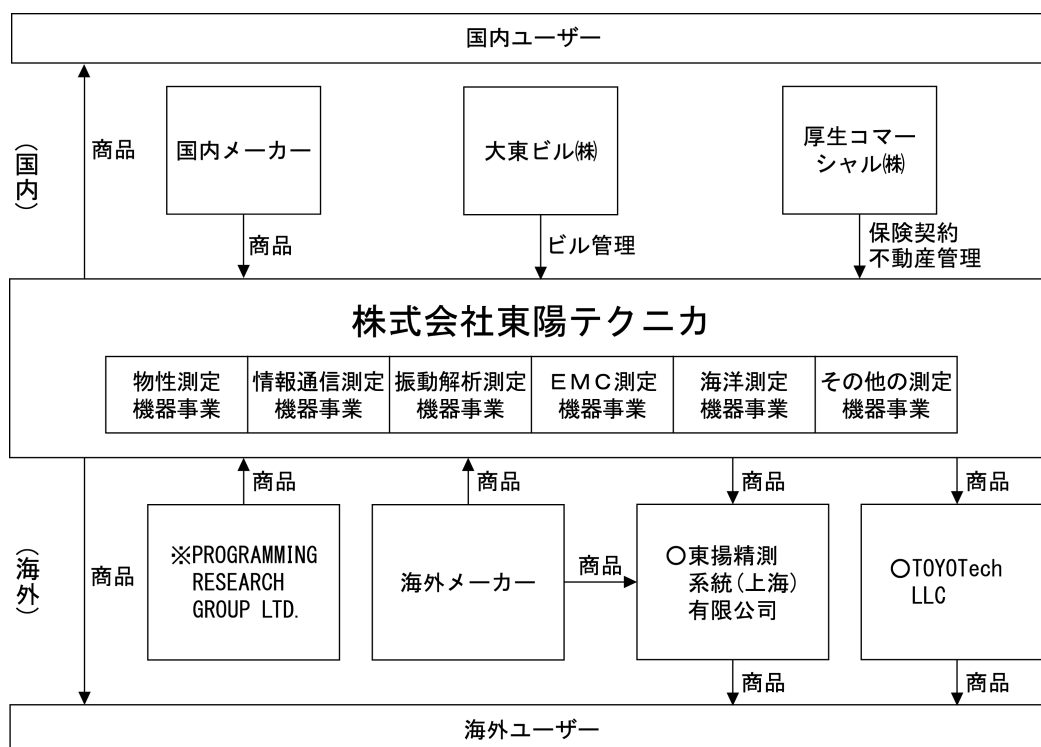 国内ユーザー
(国内)
商品
国内メーカー
大東ビル㈱
厚生コマー
シャル㈱
商品
ビル管理
保険契約
不動産管理
株式会社東陽テクニカ
物性測定
機器事業
情報通信測定
機器事業
振動解析測定
機器事業
EMC測定
機器事業
海洋測定
機器事業
その他の測定
機器事業
商品
商品
商品
商品
(海外)
商品
※PROGRAMMING
RESEARCH
GROUP LTD.
海外メーカー
商品
○東揚精測
系統(上海)
有限公司
○TOYOTech
LLC
商品
商品
海外ユーザー